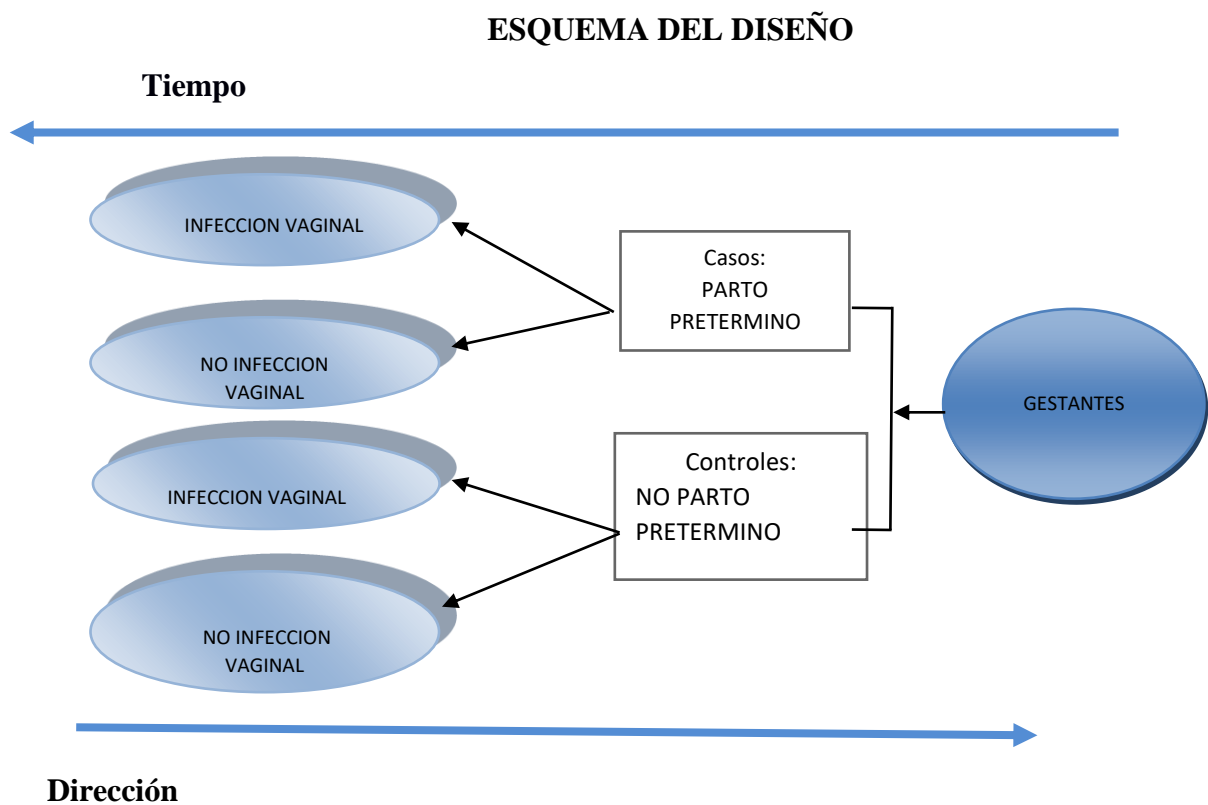 ESQUEMA DEL DISEÑO
Tiempo
INFECCION VAGINAL
NO INFECCION
VAGINAL
INFECCION VAGINAL
NO INFECCION
VAGINAL
Casos:
PARTO
PRETERMINO
Controles:
NO PARTO
PRETERMINO
GESTANTES
Dirección